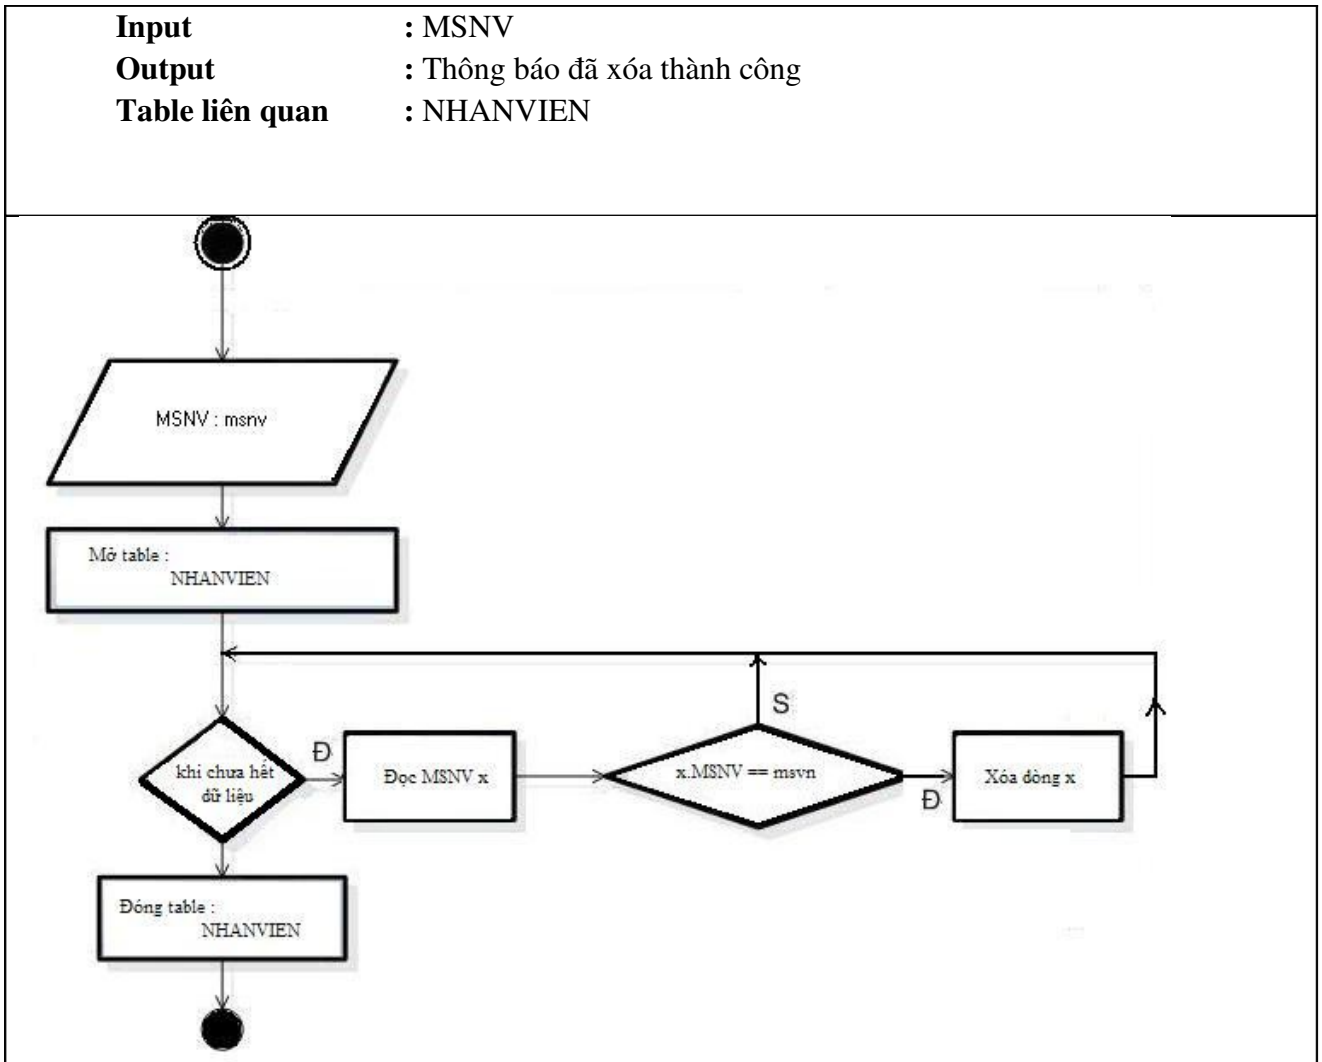 Input : MSNV
Output : Thông báo đã xóa thành công
Table liên quan : NHANVIEN
MSNV : msnv
Mở table :
NHANVIEN
S
khi chưa hết
dữ liệu
Đ
Đọc MSNV x
x.MSNV == msvn
Đ
Xóa dòng x
Đóng table :
NHANVIEN